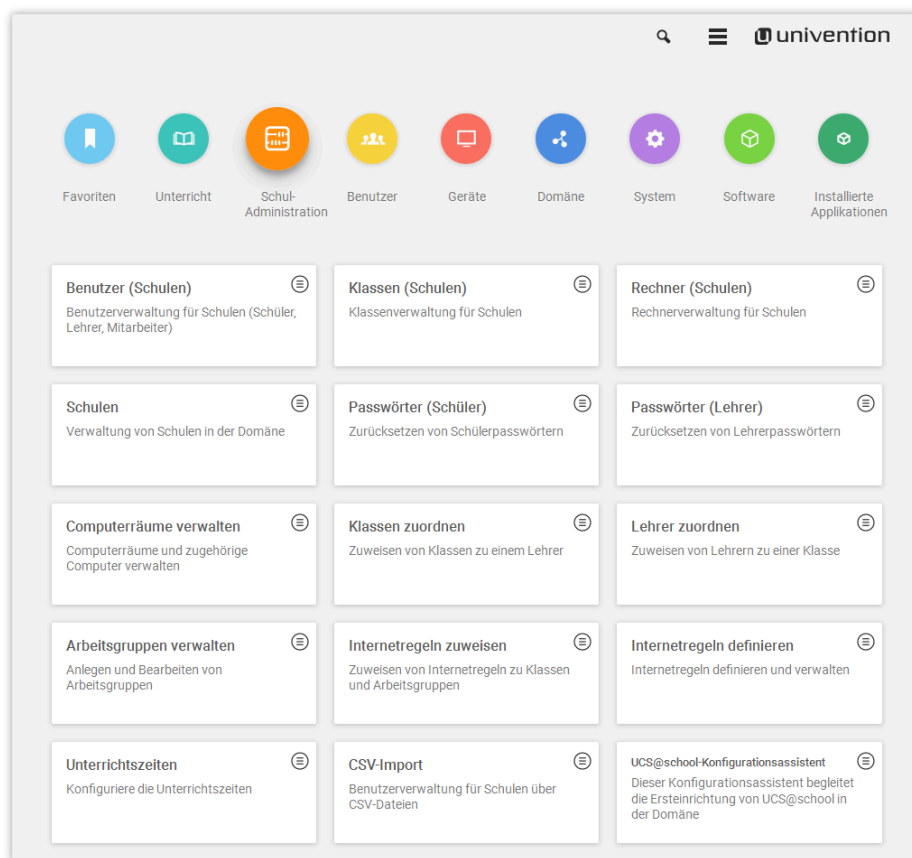 univention
Favoriten
Unterricht
Schul-
Administration
Benutzer
Geräte
Domäne
System
Software
Installierte
Applikationen
Benutzer (Schulen)
Benutzerverwaltung für Schulen (Schüler,
Lehrer, Mitarbeiter)
Klassen (Schulen)
Klassenverwaltung für Schulen
Rechner (Schulen)
Rechnerverwaltung für Schulen
Schulen
Verwaltung von Schulen in der Domäne
Passwörter (Schüler)
Zurücksetzen von Schülerpasswörtern
Passwörter (Lehrer)
Zurücksetzen von Lehrerpasswörtern
Computerräume verwalten
Computerräume und zugehörige
Computer verwalten
Klassen zuordnen
Zuweisen von Klassen zu einem Lehrer
Lehrer zuordnen
Zuweisen von Lehrern zu einer Klasse
Arbeitsgruppen verwalten
Anlegen und Bearbeiten von
Arbeitsgruppen
Internetregeln zuweisen
Zuweisen von Internetregeln zu Klassen
und Arbeitsgruppen
Internetregeln definieren
Internetregeln definieren und verwalten
Unterrichtszeiten
Konfiguriere die Unterrichtszeiten
CSV-Import
Benutzerverwaltung für Schulen über
CSV-Dateien
UCS@school-Konfigurationsassistent
Dieser Konfigurationsassistent begleitet
die Ersteinrichtung von UCS@school in
der Domäne